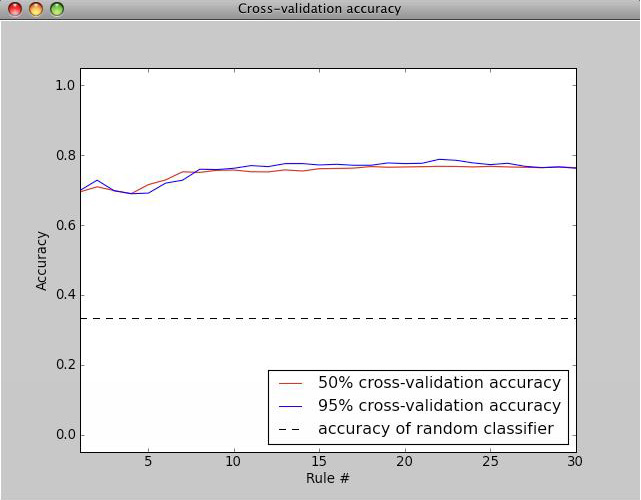 Cross-validation accuracy
1.0
0.8
0.6
0.4
0.2
0.0
Accuracy
50% cross-validation accuracy
95% cross-validation accuracy
accuracy of random classifier
5 10 15 20 25 30
Rule #